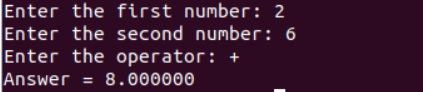 Enter the first number: 2
Enter the second number: 6
Enter the operator: +
Answer = 8.000000